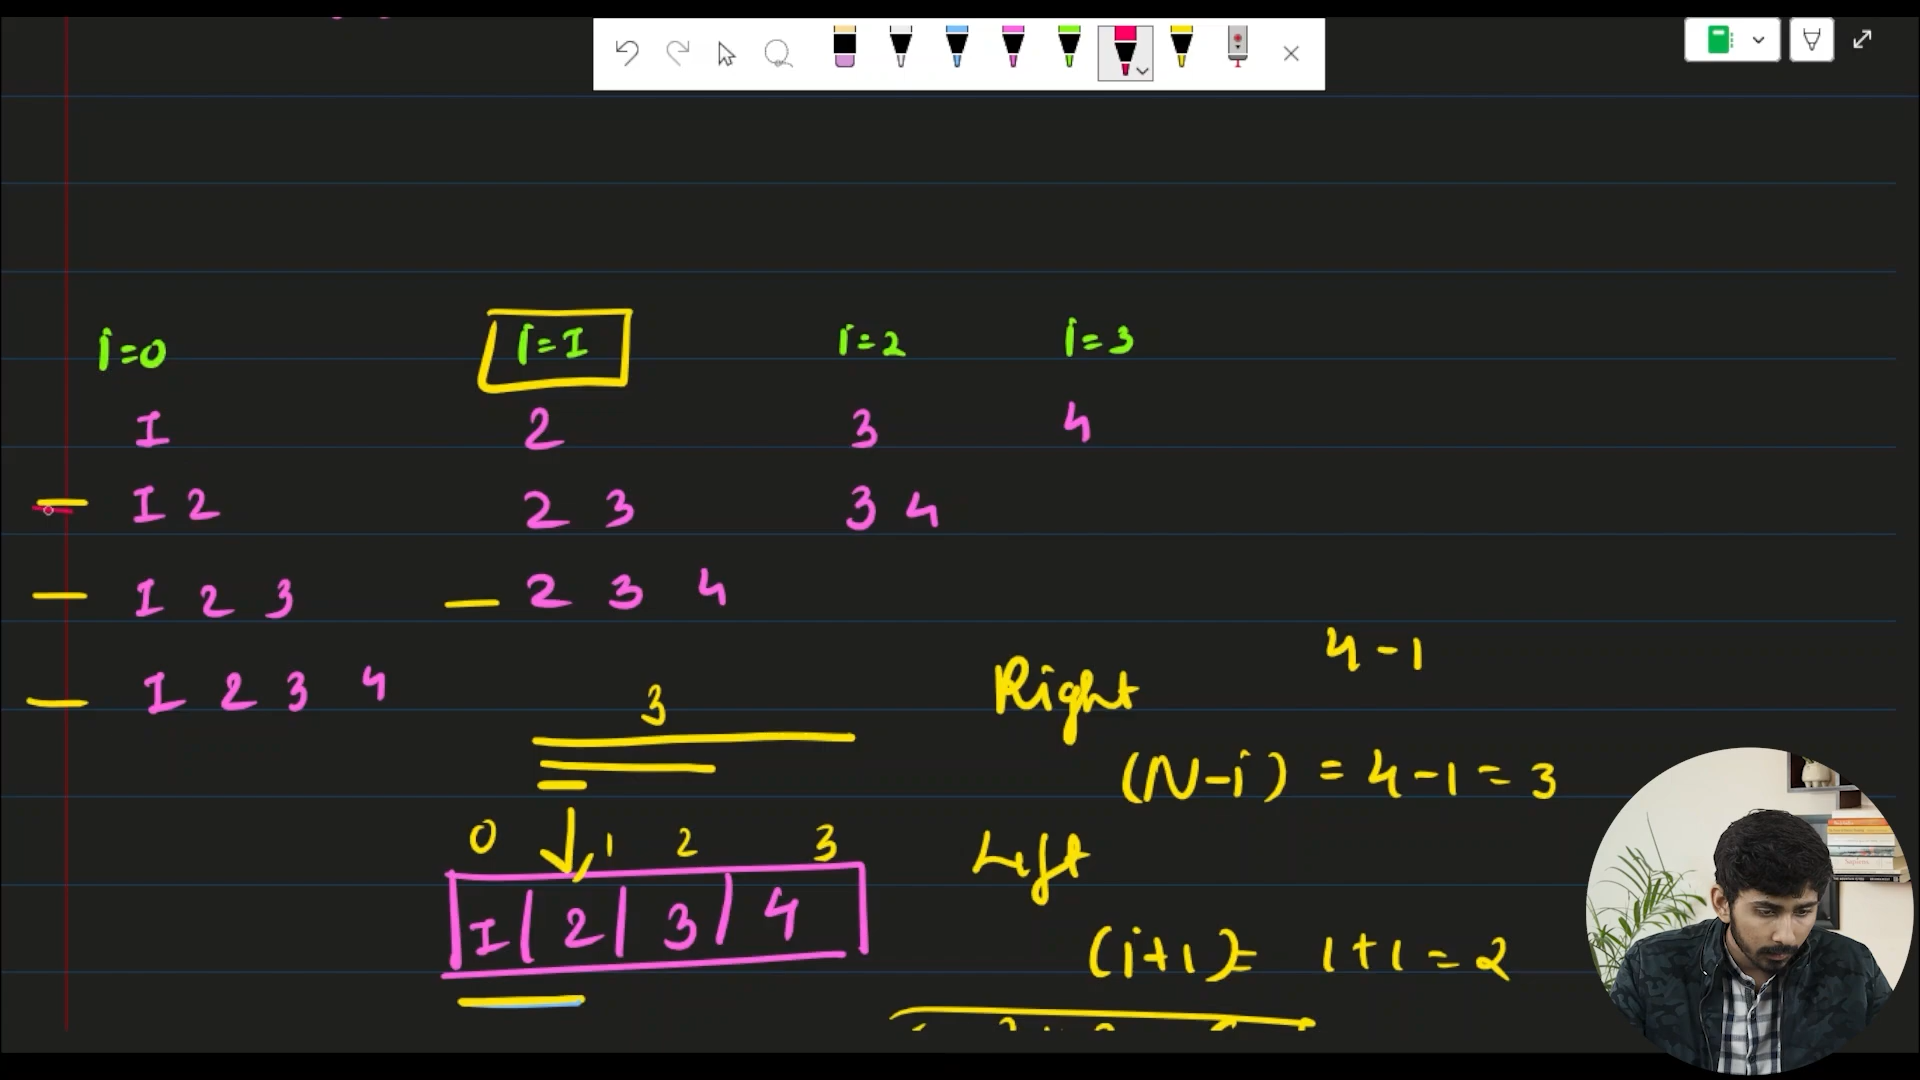 i=0 i=I i=2 i=3
I 2 3 4
I 2 2 3 3 4
I 2 3 2 3 4
I 2 3 4
3
Right 4-1
(N-i) = 4-1 = 3
0 1 2 3
Left
I 2 3 4
(i+1)= 1+1=2